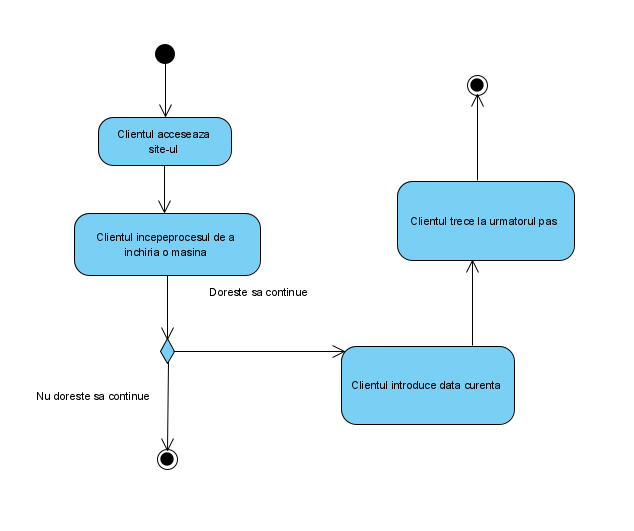 Clientul acceseaza
site-ul
Clientul incepeprocesul de a
inchiria o masina
Doreste sa continue
Nu doreste sa continue
Clientul introduce data curenta
Clientul trece la urmatorul pas